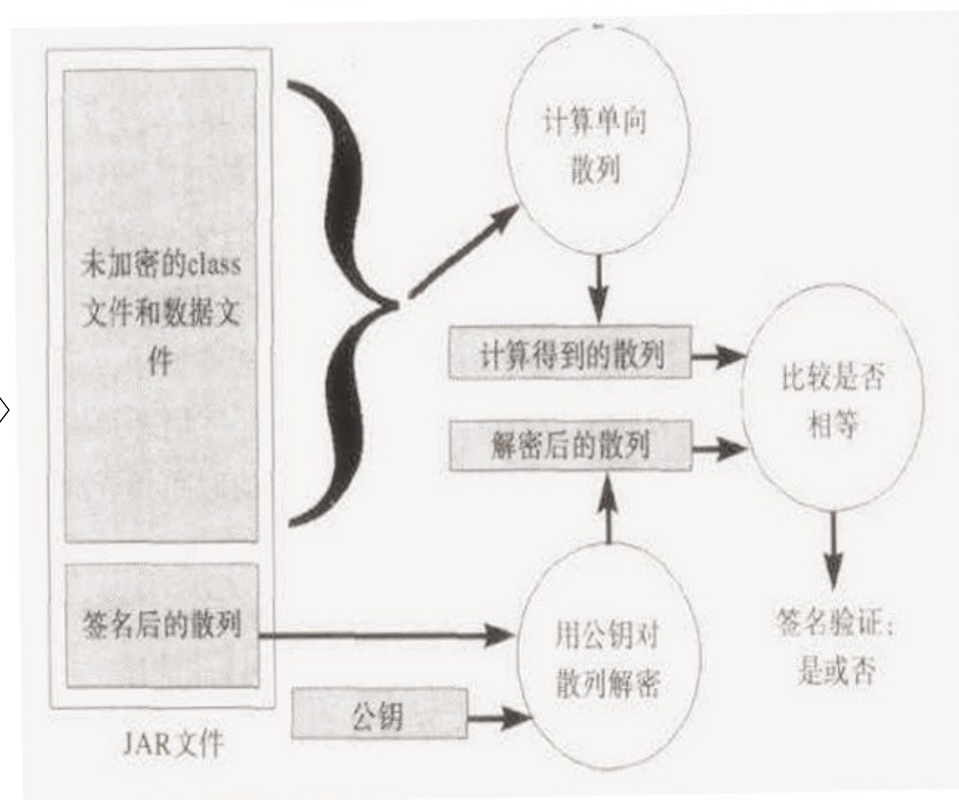 计算单向
散列
未加密的class
文件和数据文
件
计算得到的散列
比较是否
相等
解密后的散列
签名后的散列
用公钥对
散列解密
签名验证:
是或否
公钥
JAR文件